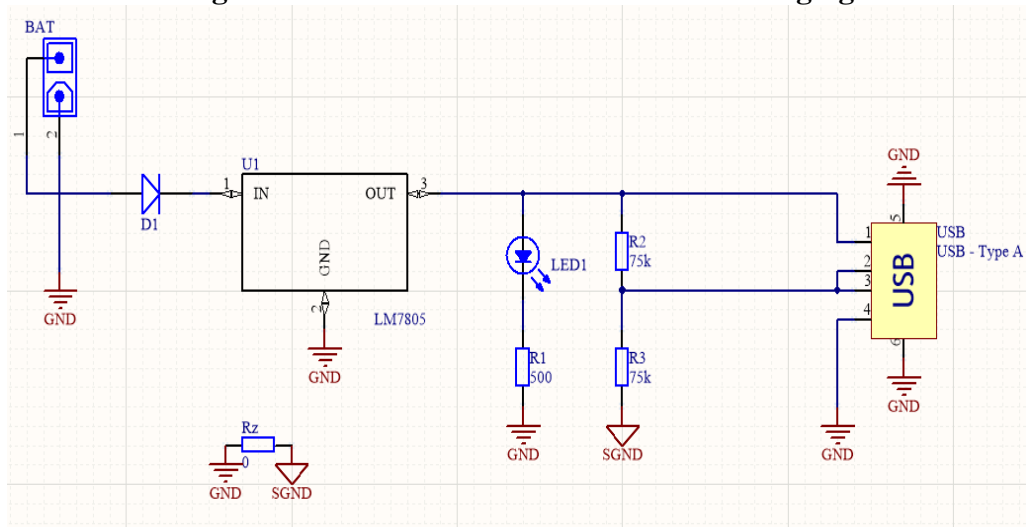 BAT
1
2
GND
D1
U1
1
IN
OUT
3
GND
2
LM7805
GND
LED1
R1
500
GND
R2
75k
R3
75k
SGND
GND
5
1
2
3
4
USB
USB
USB - Type A
6
GND
GND
Rz
0
GND
SGND